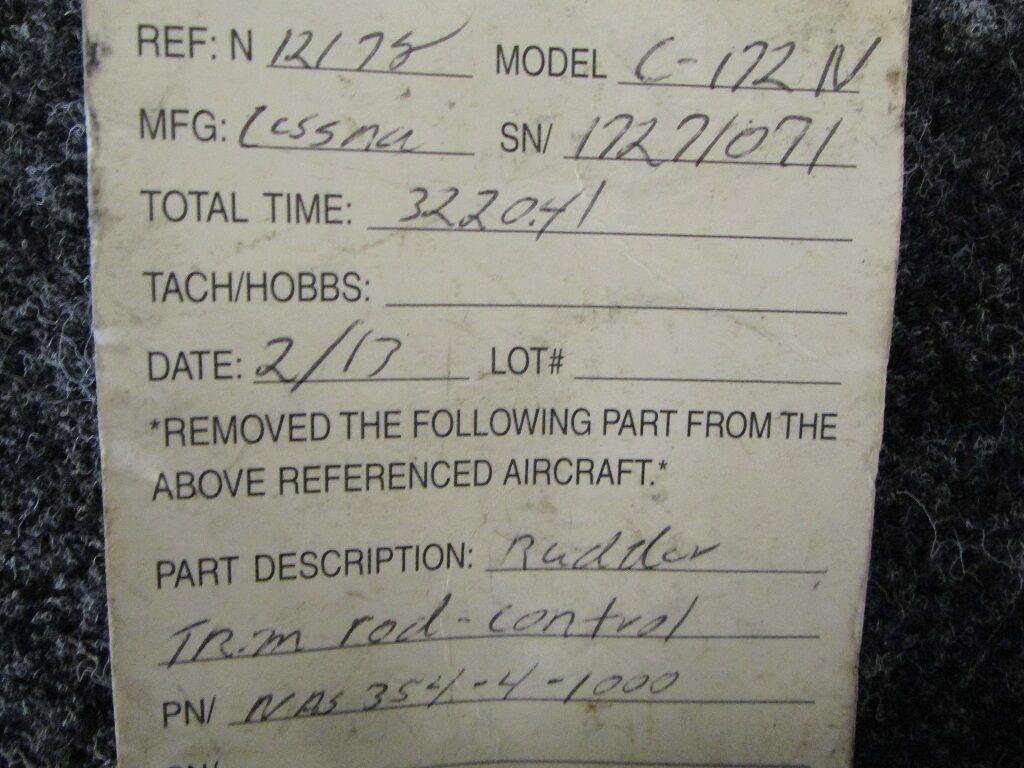 REF: N 12178 MODEL C-172 N
MFG: Cessna SN/ 17271071
TOTAL TIME: 3220.41
TACH/HOBBS:
DATE: 2/13 LOT#
*REMOVED THE FOLLOWING PART FROM THE
ABOVE REFERENCED AIRCRAFT.*
PART DESCRIPTION: Rudder
Trim rod-control
PN/ NAS 354-4-1000